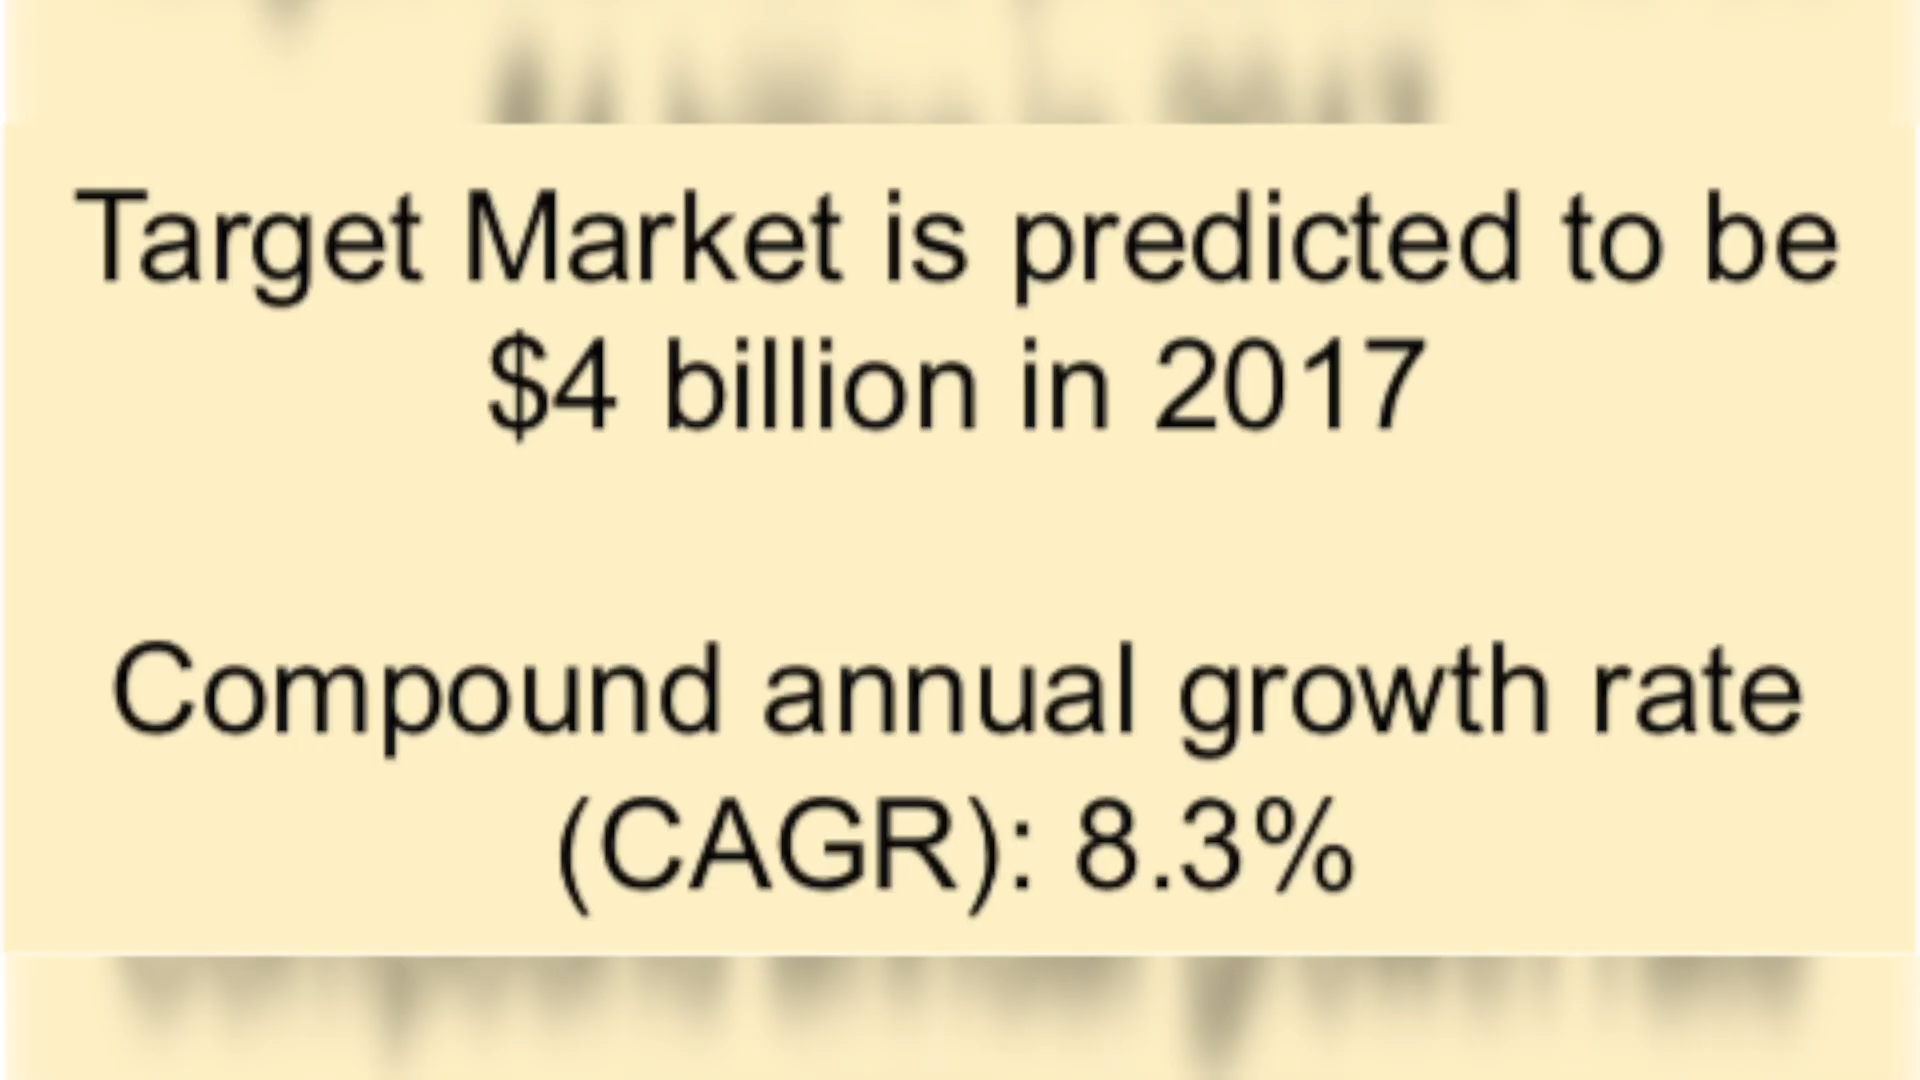 Target Market is predicted to be
$4 billion in 2017
Compound annual growth rate
(CAGR): 8.3%